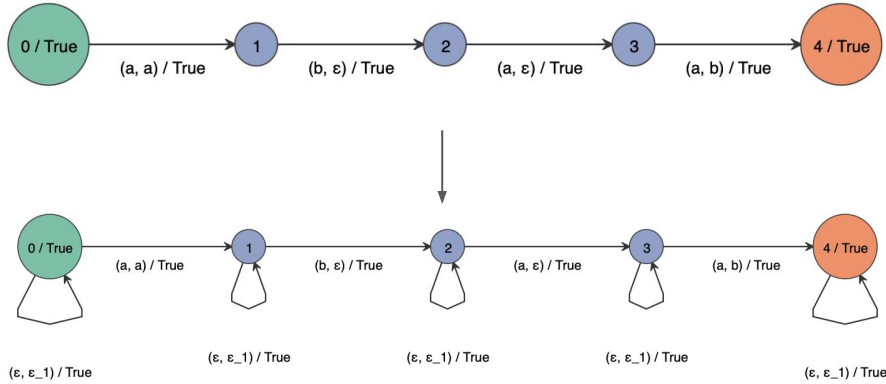 0 / True 1 2 3 4 / True
(a, a) / True (b, ε) / True (a, ε) / True (a, b) / True
0 / True 1 2 3 4 / True
(a, a) / True (b, ε) / True (a, ε) / True (a, b) / True
(ε, ε_1) / True (ε, ε_1) / True (ε, ε_1) / True
(ε, ε_1) / True (ε, ε_1) / True